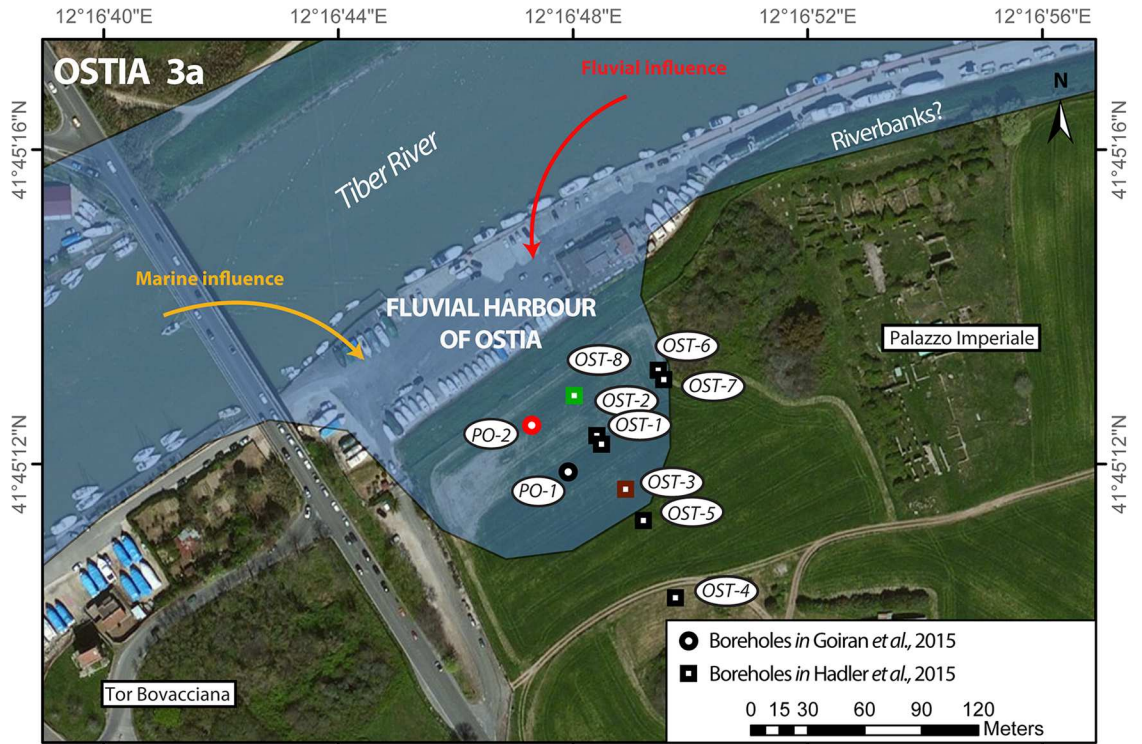 12°16'40"E 12°16'44"E 12°16'48"E 12°16'52"E 12°16'56"E
OSTIA 3a
Fluvial influence
N
41°45'16"N
41°45'16"N
Riverbanks?
Tiber River
Marine influence
FLUVIAL HARBOUR
OF OSTIA
Palazzo Imperiale
OST-6
OST-8
OST-7
OST-2
OST-1
PO-2
41°45'12"N
41°45'12"N
OST-3
PO-1
OST-5
OST-4
Boreholes in Goiran et al., 2015
Boreholes in Hadler et al., 2015
Tor Bovacciana
0 15 30 60 90 120
Meters